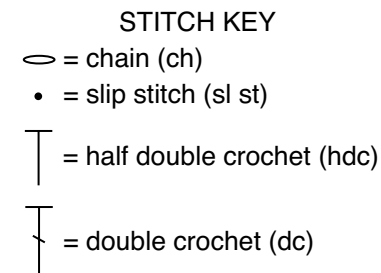 STITCH KEY
= chain (ch)
= slip stitch (sl st)
= half double crochet (hdc)
= double crochet (dc)